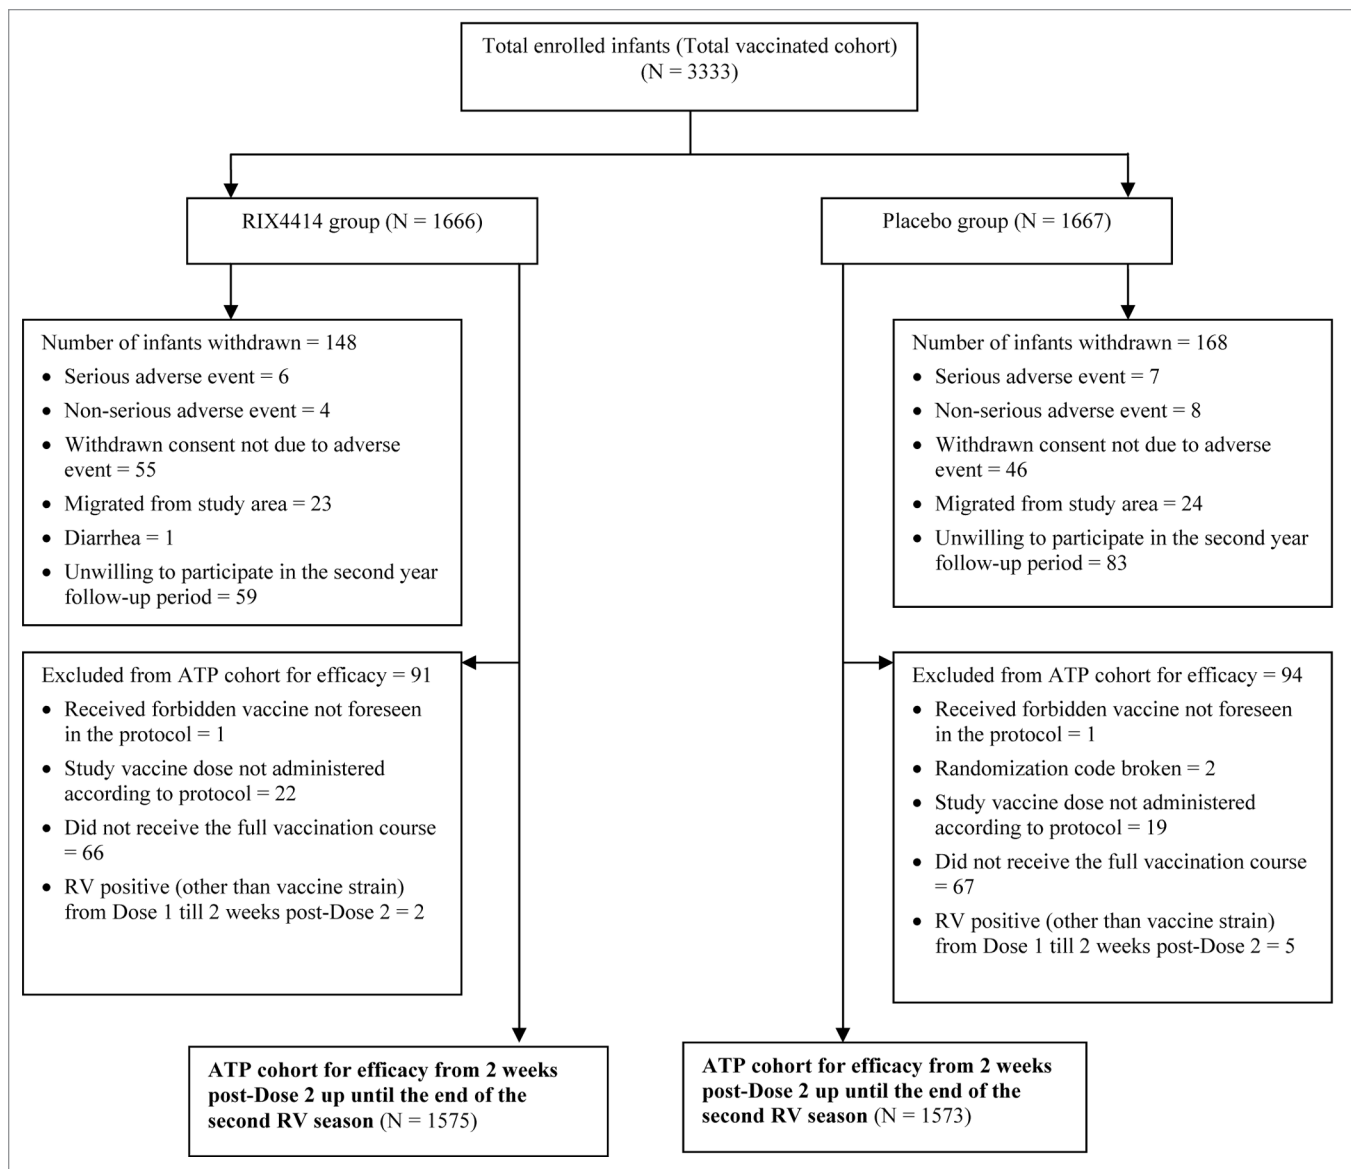 Total enrolled infants (Total vaccinated cohort)
(N = 3333)
RIX4414 group (N = 1666)
Placebo group (N = 1667)
Number of infants withdrawn = 148
• Serious adverse event = 6
• Non-serious adverse event = 4
• Withdrawn consent not due to adverse
event = 55
• Migrated from study area = 23
• Diarrhea = 1
• Unwilling to participate in the second year
follow-up period = 59
Number of infants withdrawn = 168
• Serious adverse event = 7
• Non-serious adverse event = 8
• Withdrawn consent not due to adverse
event = 46
• Migrated from study area = 24
• Unwilling to participate in the second year
follow-up period = 83
Excluded from ATP cohort for efficacy = 91
• Received forbidden vaccine not foreseen
in the protocol = 1
• Study vaccine dose not administered
according to protocol = 22
• Did not receive the full vaccination course
= 66
• RV positive (other than vaccine strain)
from Dose 1 till 2 weeks post-Dose 2 = 2
Excluded from ATP cohort for efficacy = 94
• Received forbidden vaccine not foreseen
in the protocol = 1
• Randomization code broken = 2
• Study vaccine dose not administered
according to protocol = 19
• Did not receive the full vaccination course
= 67
• RV positive (other than vaccine strain)
from Dose 1 till 2 weeks post-Dose 2 = 5
ATP cohort for efficacy from 2 weeks
post-Dose 2 up until the end of the
second RV season (N = 1575)
ATP cohort for efficacy from 2 weeks
post-Dose 2 up until the end of the
second RV season (N = 1573)